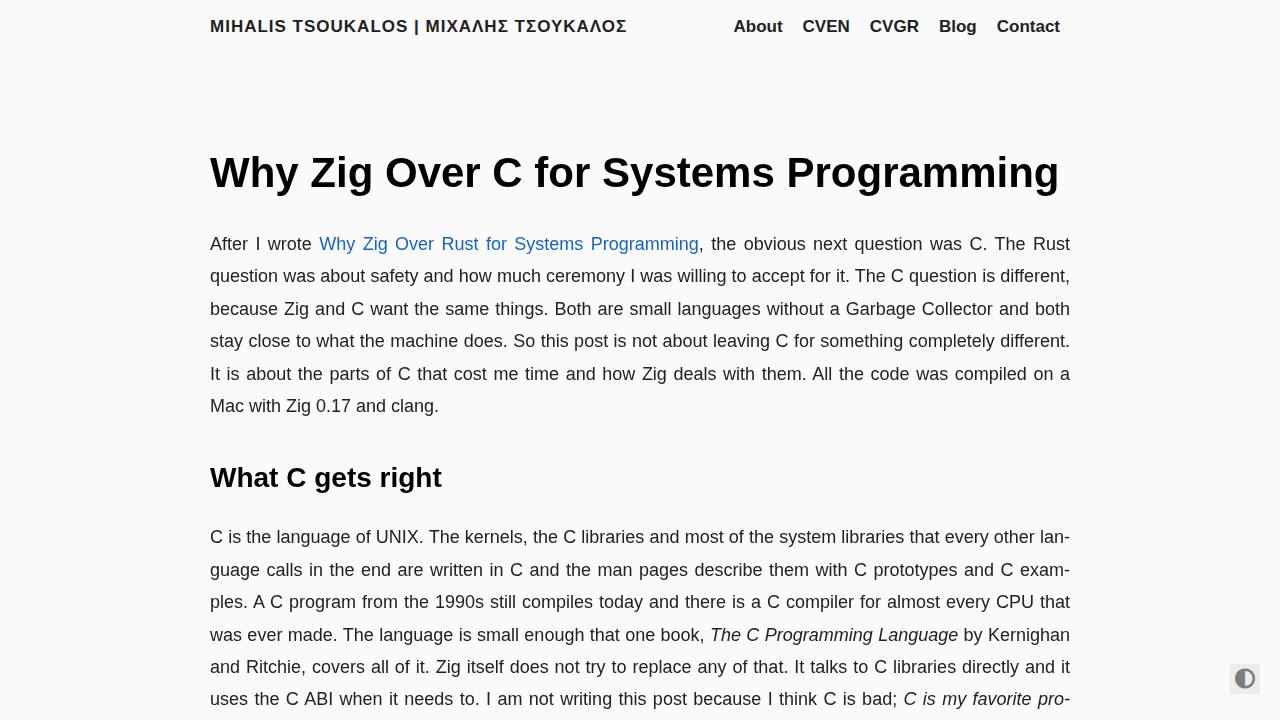 MIHALIS TSOUKALOS | ΜΙΧΑΛΗΣ ΤΣΟΥΚΑΛΟΣ
About CVEN CVGR Blog Contact
Why Zig Over C for Systems Programming
After I wrote Why Zig Over Rust for Systems Programming, the obvious next question was C. The Rust
question was about safety and how much ceremony I was willing to accept for it. The C question is different,
because Zig and C want the same things. Both are small languages without a Garbage Collector and both
stay close to what the machine does. So this post is not about leaving C for something completely different.
It is about the parts of C that cost me time and how Zig deals with them. All the code was compiled on a
Mac with Zig 0.17 and clang.
What C gets right
C is the language of UNIX. The kernels, the C libraries and most of the system libraries that every other lan-
guage calls in the end are written in C and the man pages describe them with C prototypes and C exam-
ples. A C program from the 1990s still compiles today and there is a C compiler for almost every CPU that
was ever made. The language is small enough that one book, The C Programming Language by Kernighan
and Ritchie, covers all of it. Zig itself does not try to replace any of that. It talks to C libraries directly and it
uses the C ABI when it needs to. I am not writing this post because I think C is bad; C is my favorite pro-